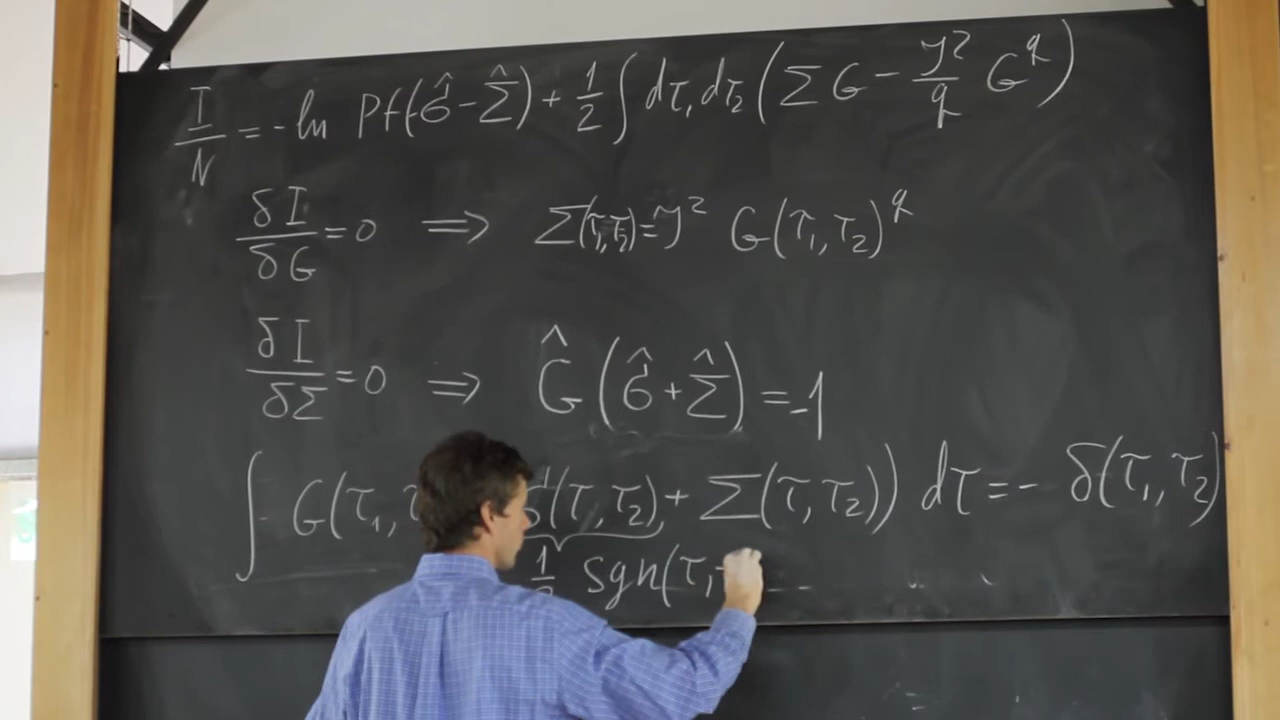 I/N = -ln Pf(σ̂ - Σ̂) + 1/2 ∫ dτ₁ dτ₂ (Σ G - J²/q G^q)
δI/δG = 0 ⟹ Σ(τ₁,τ₂) = J² G(τ₁,τ₂)^q
δI/δΣ = 0 ⟹ Ĝ(σ̂ + Σ̂) = -1
∫ G(τ₁, σ(τ,τ₂) + Σ(τ,τ₂)) dτ = - δ(τ₁,τ₂)
sgn(τ,